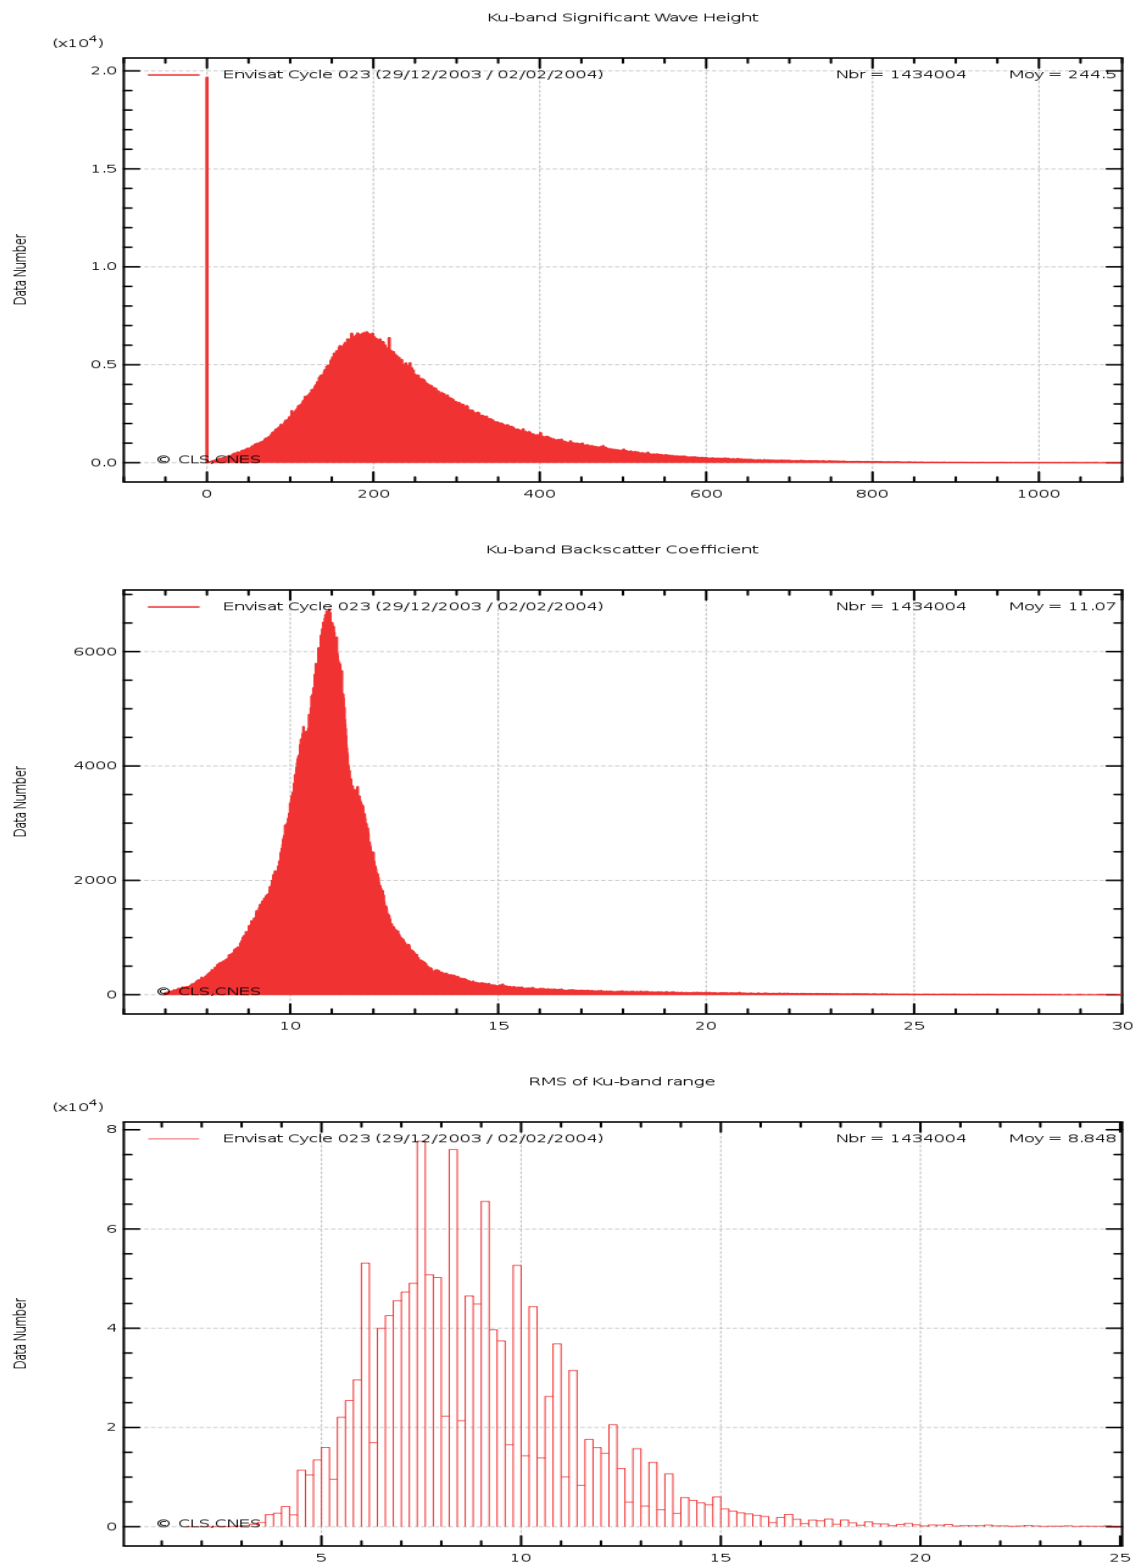 Ku-band Significant Wave Height
(x10⁴)
Envisat Cycle 023 (29/12/2003 / 02/02/2004) Nbr = 1434004 Moy = 244.5
2.0
1.5
1.0
0.5
0.0
Data Number
© CLS,CNES
0 200 400 600 800 1000
Ku-band Backscatter Coefficient
Envisat Cycle 023 (29/12/2003 / 02/02/2004) Nbr = 1434004 Moy = 11.07
6000
4000
2000
0
Data Number
© CLS,CNES
10 15 20 25 30
RMS of Ku-band range
(x10⁴)
Envisat Cycle 023 (29/12/2003 / 02/02/2004) Nbr = 1434004 Moy = 8.848
8
6
4
2
0
Data Number
© CLS,CNES
5 10 15 20 25